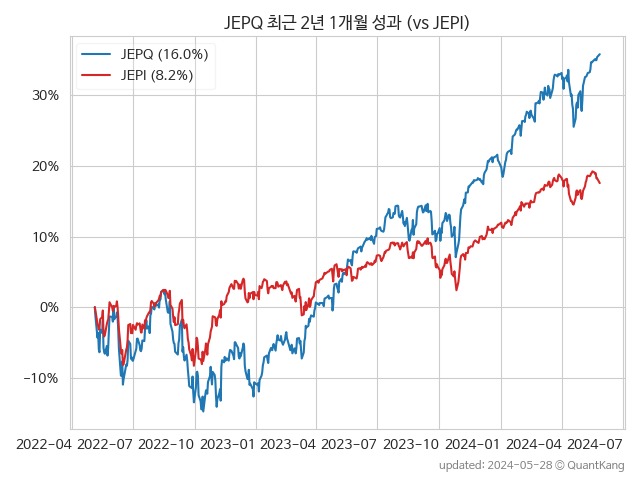 JEPQ 최근 2년 1개월 성과 (vs JEPI)
JEPQ (16.0%)
JEPI (8.2%)
30%
20%
10%
0%
−10%
2022−04 2022−07 2022−10 2023−01 2023−04 2023−07 2023−10 2024−01 2024−04 2024−07
updated: 2024-05-28 © QuantKang